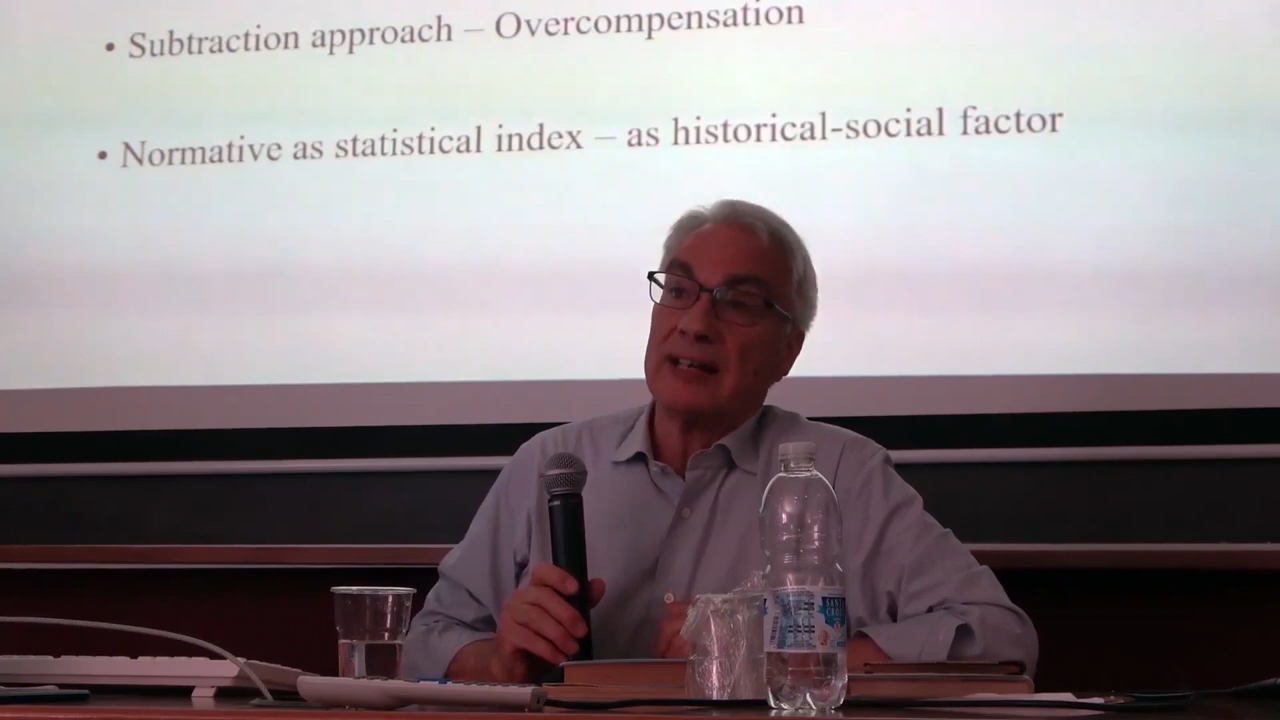 • Subtraction approach – Overcompensation
• Normative as statistical index – as historical-social factor